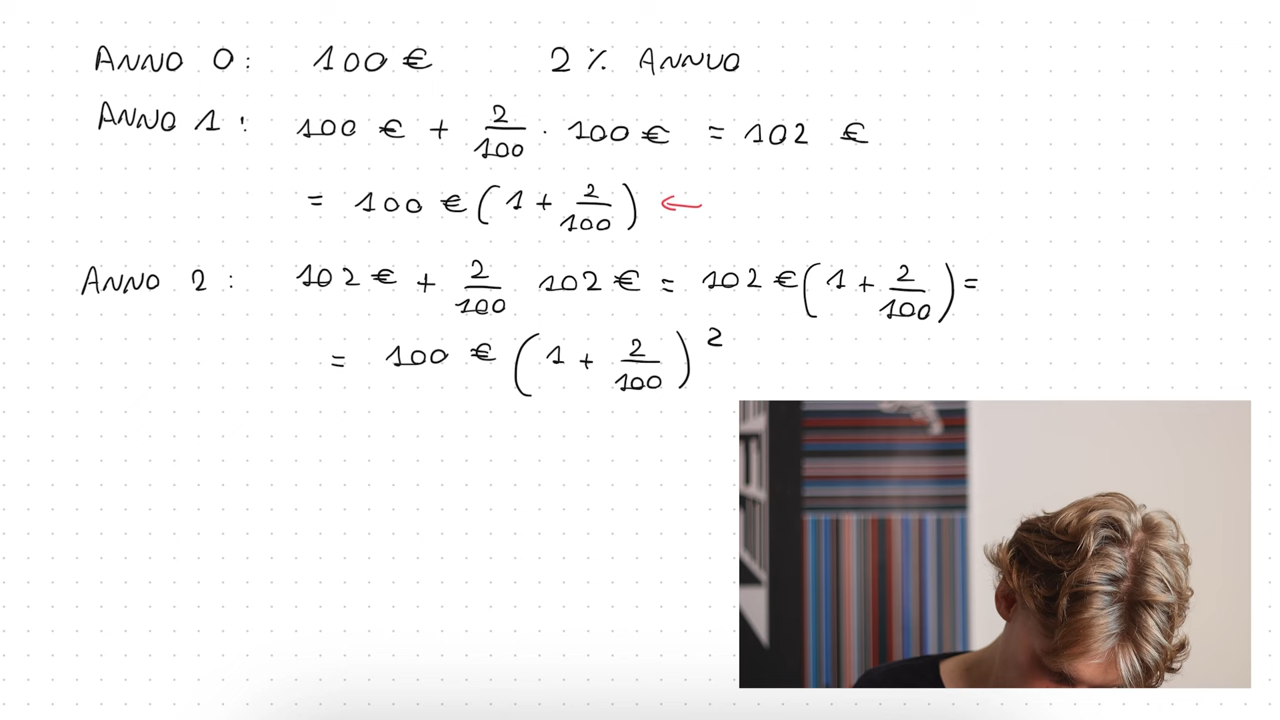 ANNO 0: 100 € 2 % ANNUO
ANNO 1: 100 € + 2/100 · 100 € = 102 €
= 100 € (1 + 2/100) ←
ANNO 2: 102 € + 2/100 102 € = 102 € (1 + 2/100) =
= 100 € (1 + 2/100)²